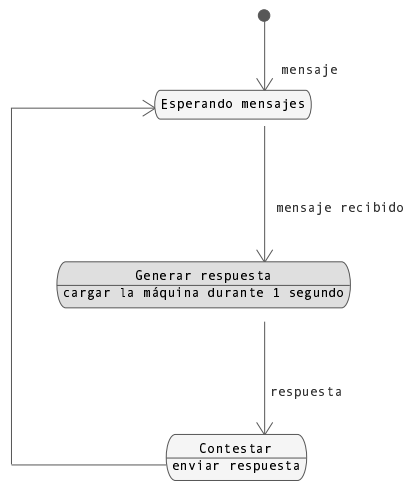 mensaje
Esperando mensajes
mensaje recibido
Generar respuesta
cargar la máquina durante 1 segundo
respuesta
Contestar
enviar respuesta